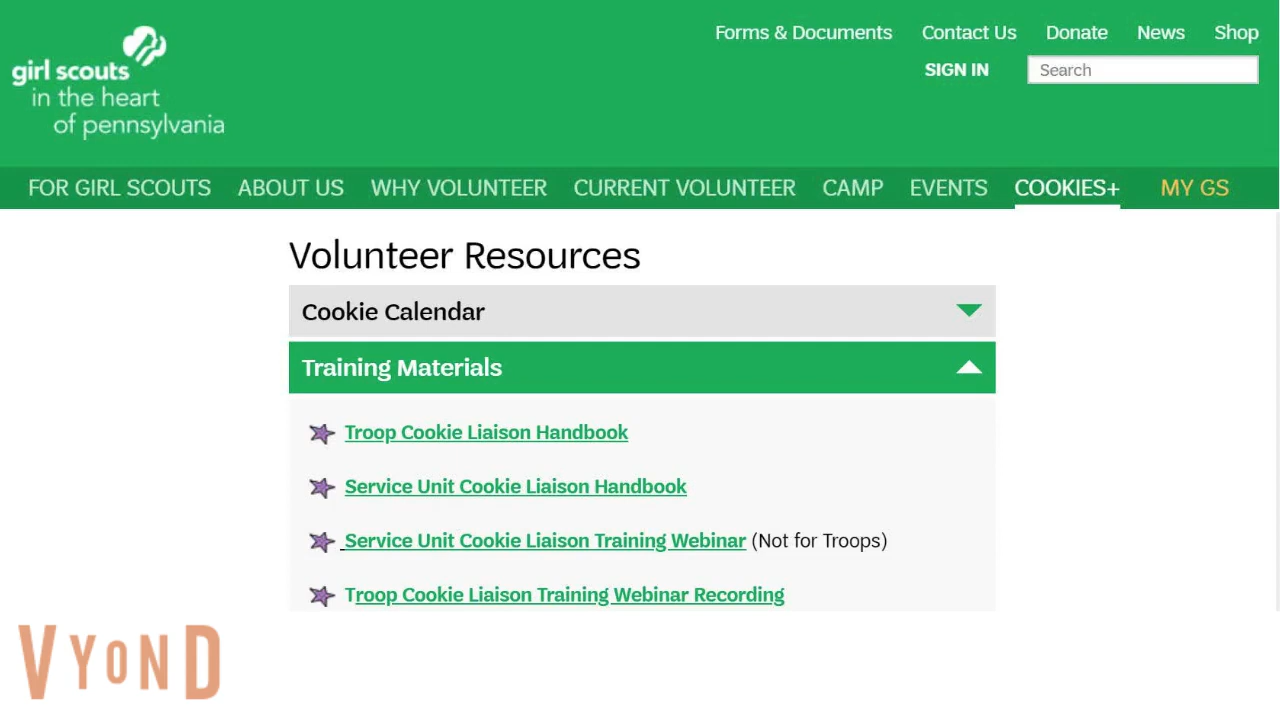 Forms & Documents Contact Us Donate News Shop
SIGN IN Search
girl scouts
in the heart
of pennsylvania
FOR GIRL SCOUTS ABOUT US WHY VOLUNTEER CURRENT VOLUNTEER CAMP EVENTS COOKIES+ MY GS
Volunteer Resources
Cookie Calendar
Training Materials
Troop Cookie Liaison Handbook
Service Unit Cookie Liaison Handbook
Service Unit Cookie Liaison Training Webinar (Not for Troops)
Troop Cookie Liaison Training Webinar Recording
VYOND